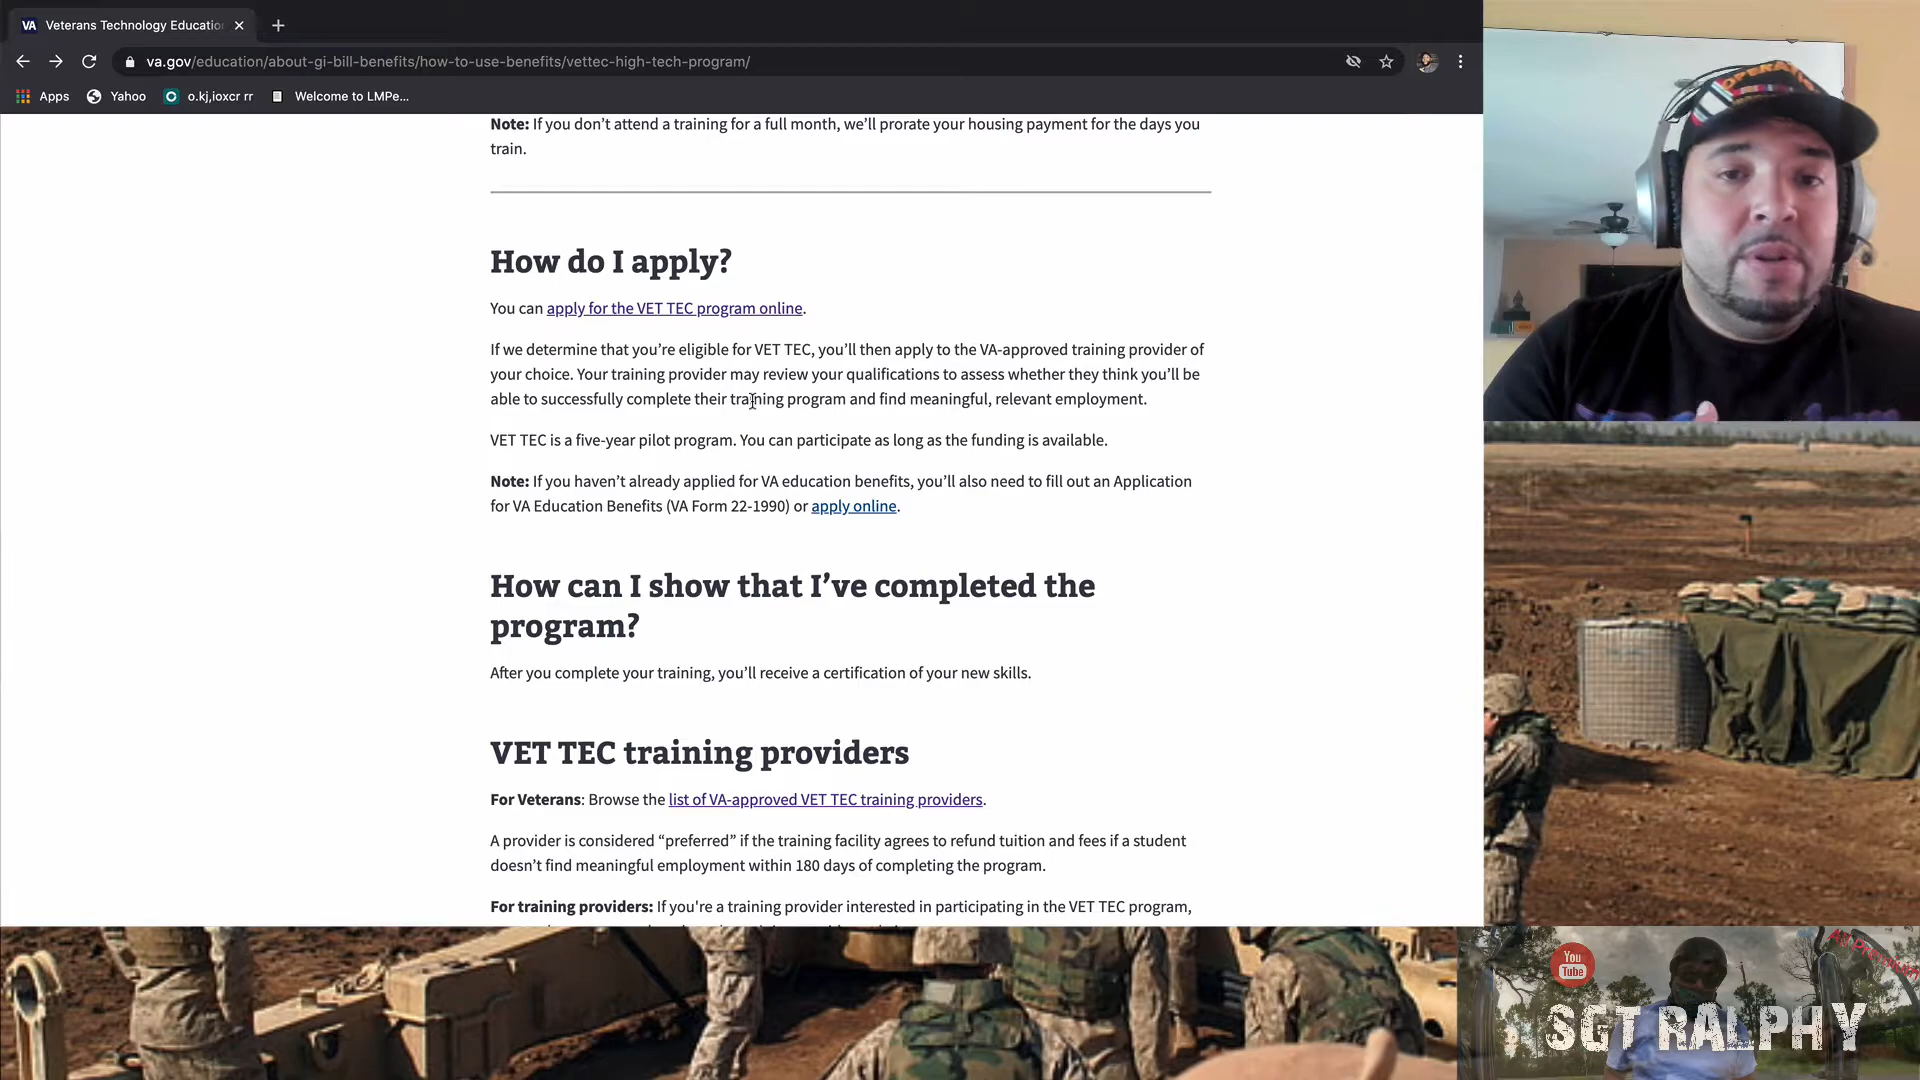 VA Veterans Technology Educatio
va.gov/education/about-gi-bill-benefits/how-to-use-benefits/vettec-high-tech-program/
Apps Yahoo o.kj,ioxcr rr Welcome to LMPe...
OPERAT
Note: If you don’t attend a training for a full month, we’ll prorate your housing payment for the days you
train.
How do I apply?
You can apply for the VET TEC program online.
If we determine that you’re eligible for VET TEC, you’ll then apply to the VA-approved training provider of
your choice. Your training provider may review your qualifications to assess whether they think you’ll be
able to successfully complete their training program and find meaningful, relevant employment.
VET TEC is a five-year pilot program. You can participate as long as the funding is available.
Note: If you haven’t already applied for VA education benefits, you’ll also need to fill out an Application
for VA Education Benefits (VA Form 22-1990) or apply online.
How can I show that I’ve completed the
program?
After you complete your training, you’ll receive a certification of your new skills.
VET TEC training providers
For Veterans: Browse the list of VA-approved VET TEC training providers.
A provider is considered “preferred” if the training facility agrees to refund tuition and fees if a student
doesn’t find meaningful employment within 180 days of completing the program.
For training providers: If you're a training provider interested in participating in the VET TEC program,
You
Tube
SGT RALPHY